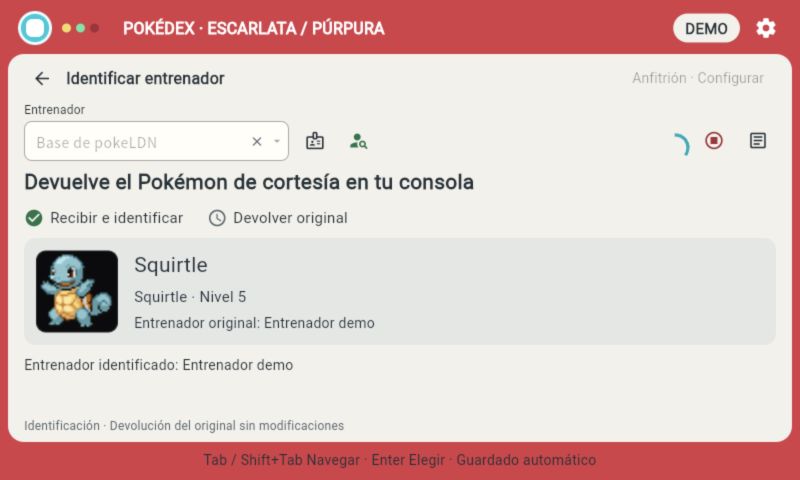 POKÉDEX · ESCARLATA / PÚRPURA
DEMO
Identificar entrenador
Anfitrión · Configurar
Entrenador
Base de pokeLDN
Devuelve el Pokémon de cortesía en tu consola
Recibir e identificar
Devolver original
Squirtle
Squirtle · Nivel 5
Entrenador original: Entrenador demo
Entrenador identificado: Entrenador demo
Identificación · Devolución del original sin modificaciones
Tab / Shift+Tab Navegar · Enter Elegir · Guardado automático